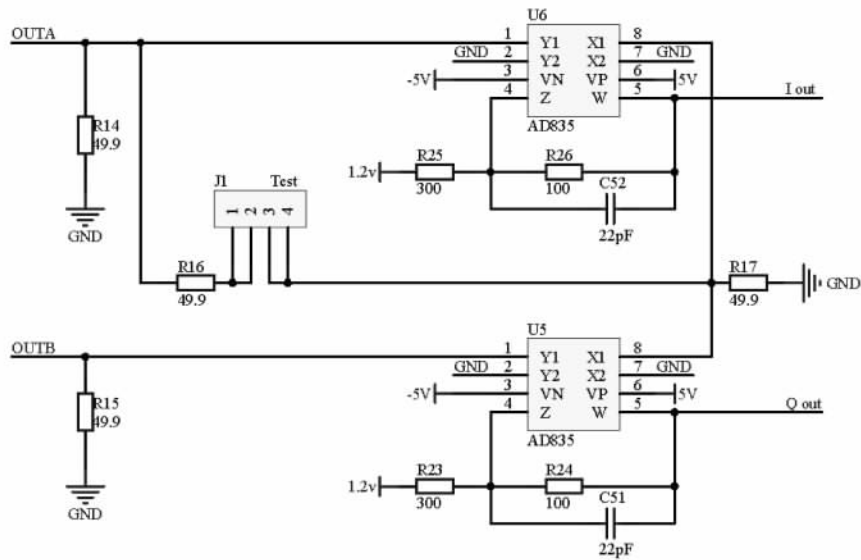 U6
OUTA
1 Y1 X1 8
GND 2 Y2 X2 7 GND
-5V 3 VN VP 6 5V
4 Z W 5
I out
AD835
R14
49.9
GND
1.2v
R25
300
R26
100
C52
22pF
J1 Test
1 2 3 4
R16
49.9
R17
49.9
GND
U5
OUTB
1 Y1 X1 8
GND 2 Y2 X2 7 GND
-5V 3 VN VP 6 5V
4 Z W 5
Q out
AD835
R15
49.9
GND
1.2v
R23
300
R24
100
C51
22pF